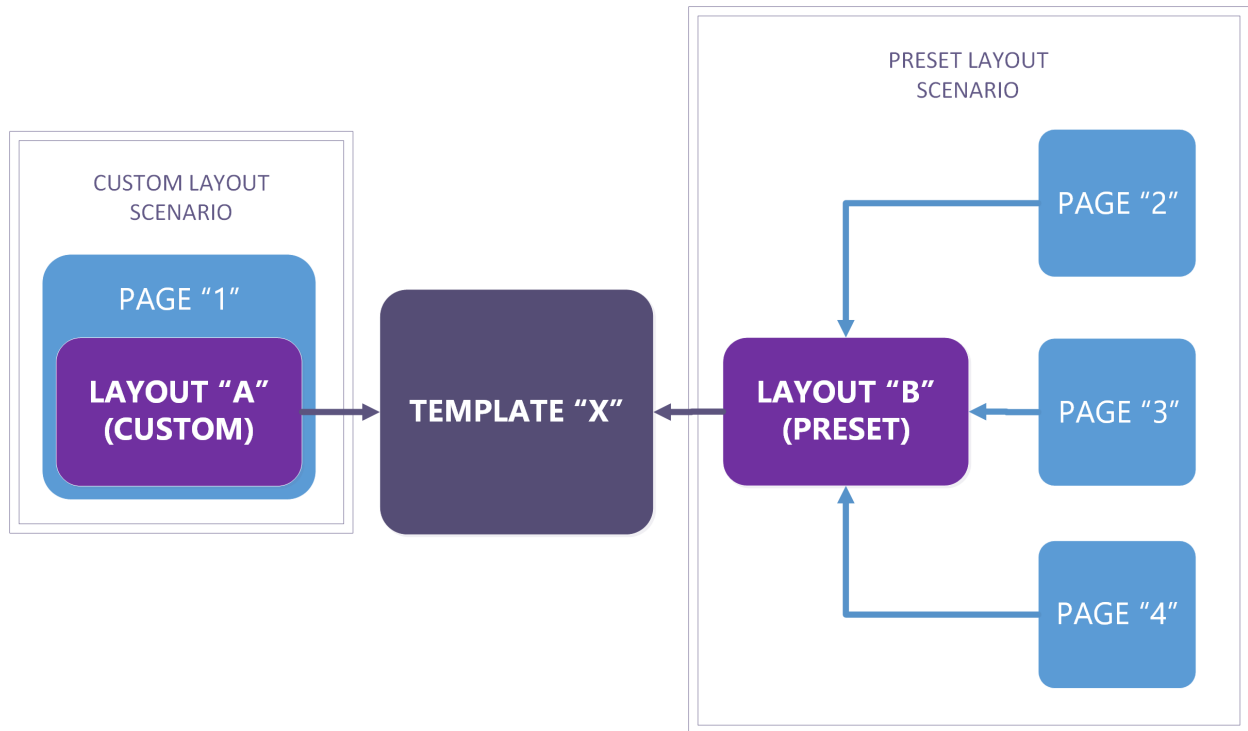 CUSTOM LAYOUT
SCENARIO
PAGE “1”
LAYOUT “A”
(CUSTOM)
TEMPLATE “X”
PRESET LAYOUT
SCENARIO
LAYOUT “B”
(PRESET)
PAGE “2”
PAGE “3”
PAGE “4”